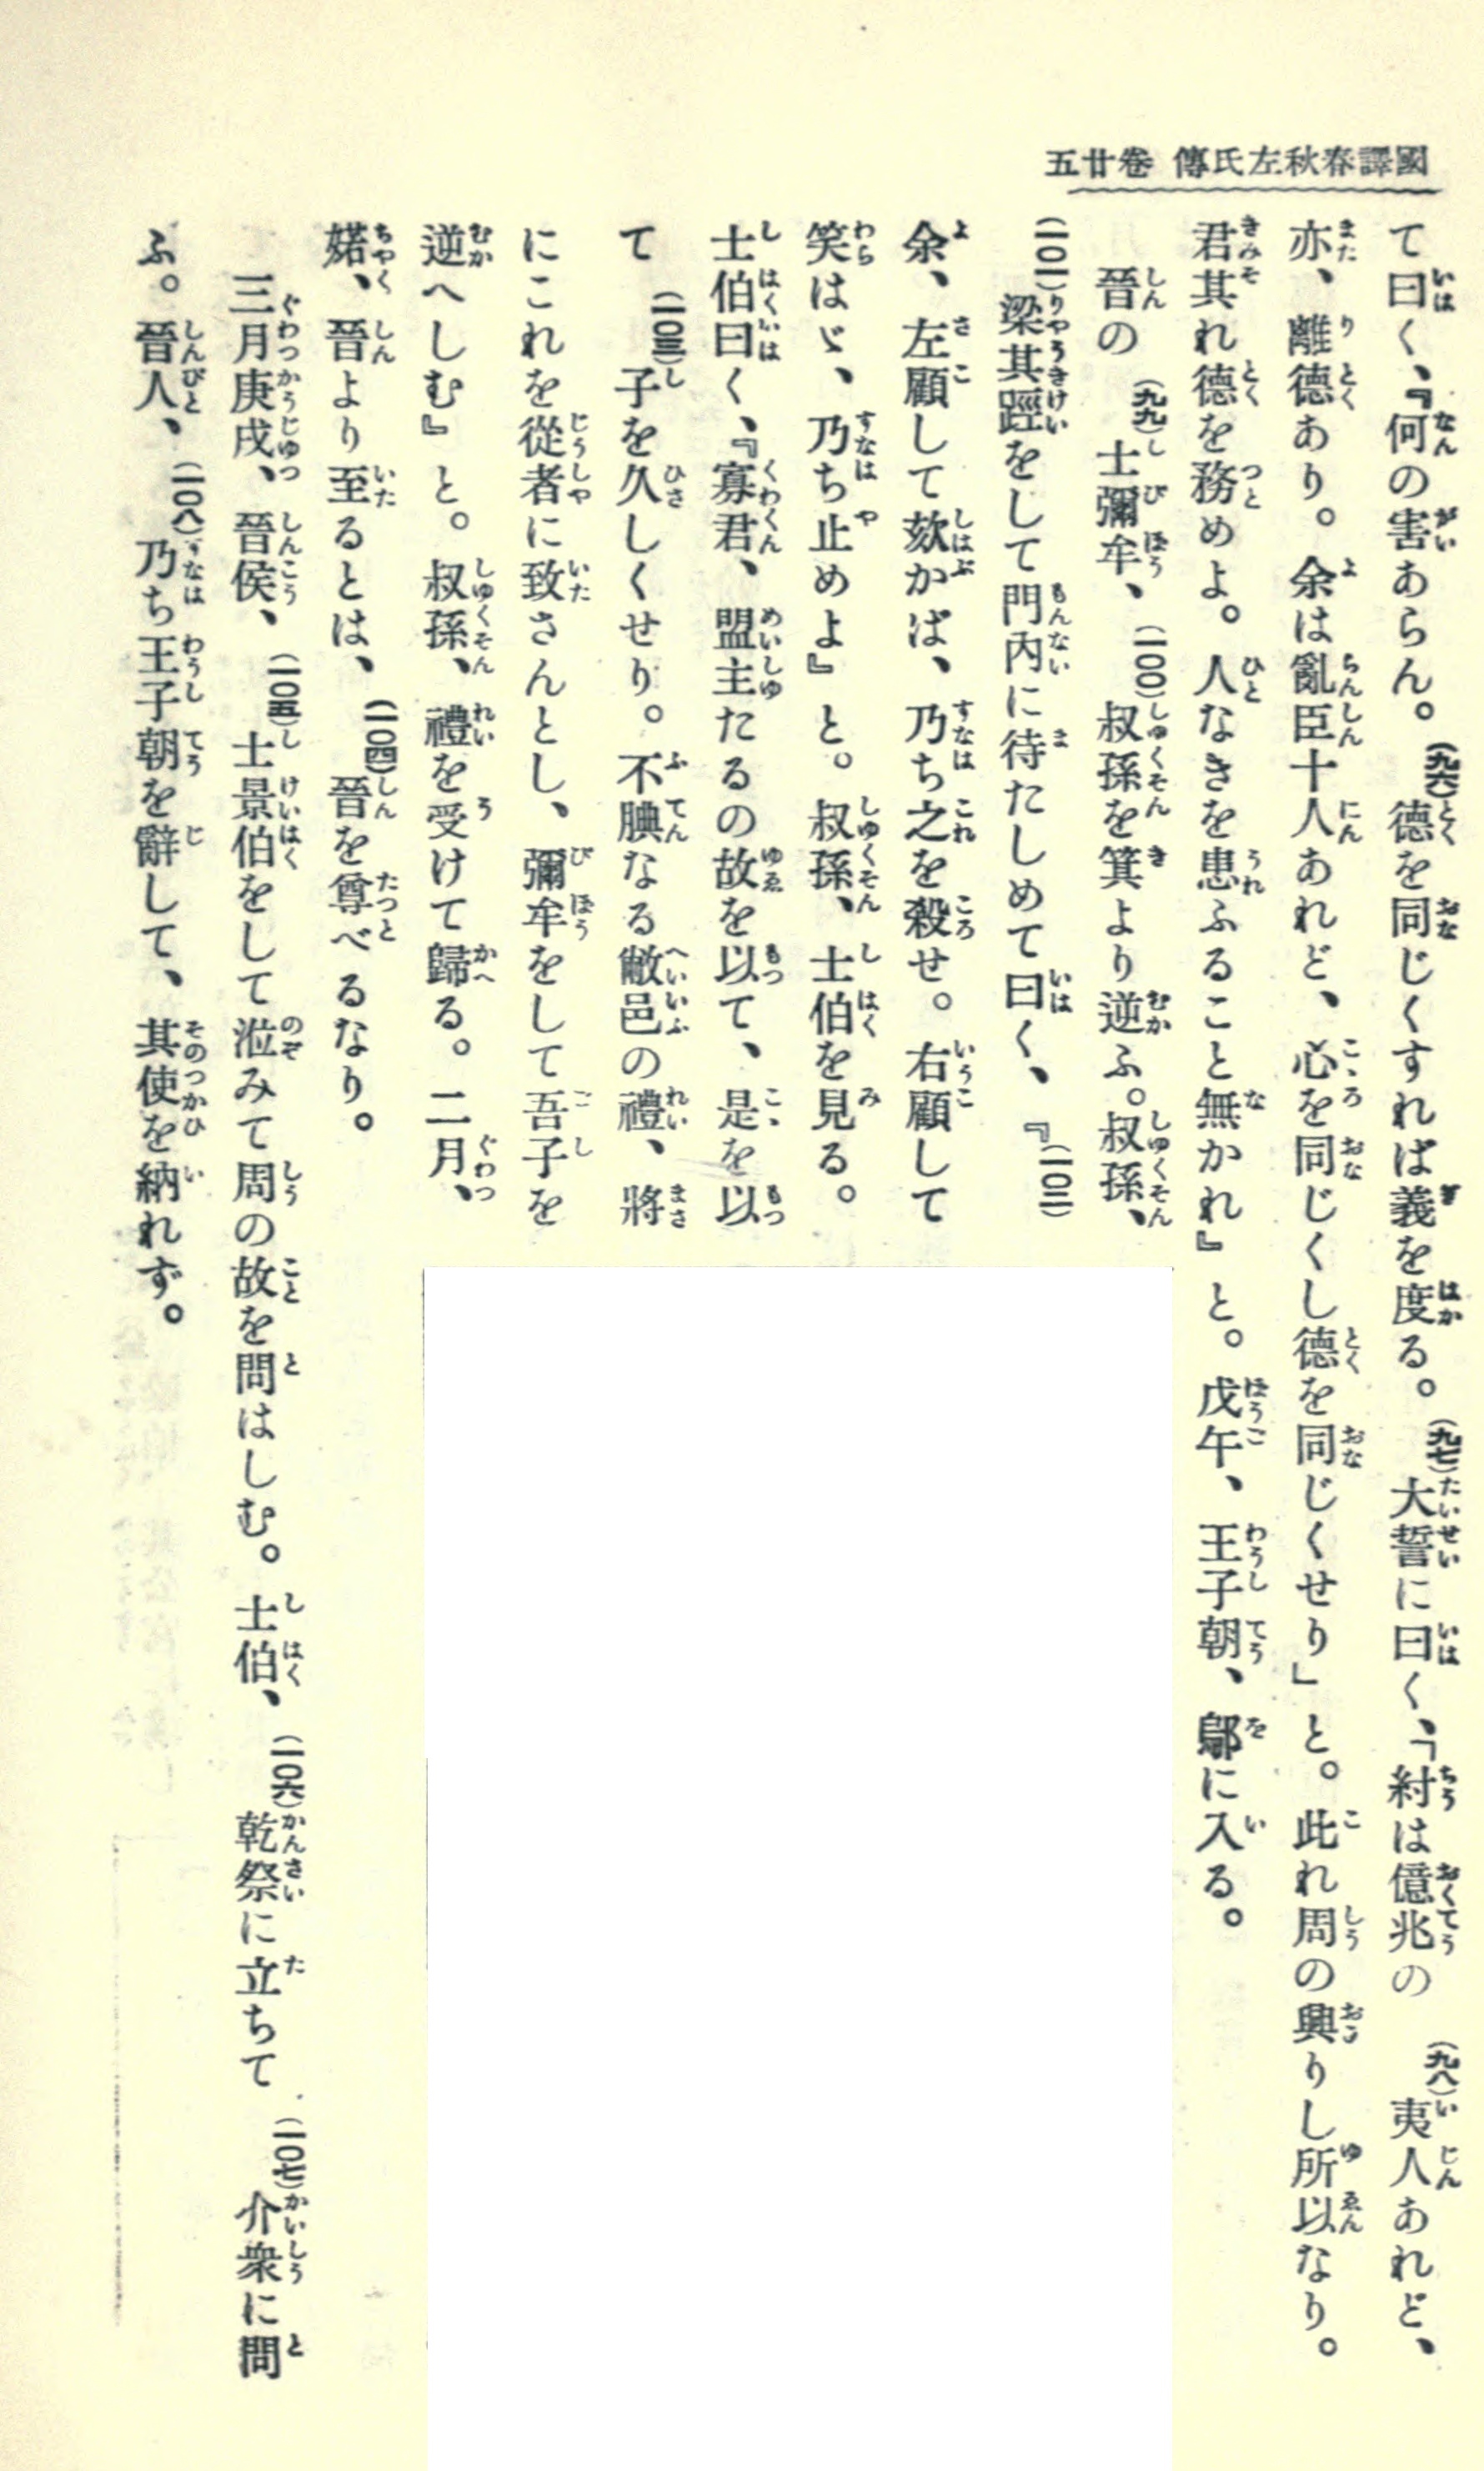 國譯春秋左氏傳 卷廿五
て曰く、『何の害あらん。(九六)德を同じくすれば義を度る。(九七)大誓に曰く、「紂は億兆の(九八)夷人あれど、
亦、離德あり。余は亂臣十人あれど、心を同じくし德を同じくせり」と。此れ周の興りし所以なり。
君其れ德を務めよ。人なきを患ふること無かれ』と。戊午、王子朝、鄔に入る。
晉の(九九)士彌牟、(一〇〇)叔孫を箕より逆ふ。叔孫、
(一〇一)梁其踁をして門內に待たしめて曰く、『(一〇二)
余、左顧して欬かば、乃ち之を殺せ。右顧して
笑はゞ、乃ち止めよ』と。叔孫、士伯を見る。
士伯曰く、『寡君、盟主たるの故を以て、是を以
て(一〇三)子を久しくせり。不腆なる敝邑の禮、將
にこれを從者に致さんとし、彌牟をして吾子を
逆へしむ』と。叔孫、禮を受けて歸る。二月、
婼、晉より至るとは、(一〇四)晉を尊べるなり。
三月庚戌、晉侯、(一〇五)士景伯をして涖みて周の故を問はしむ。士伯、(一〇六)乾祭に立ちて(一〇七)介衆に問
ふ。晉人、(一〇八)乃ち王子朝を辭して、其使を納れず。